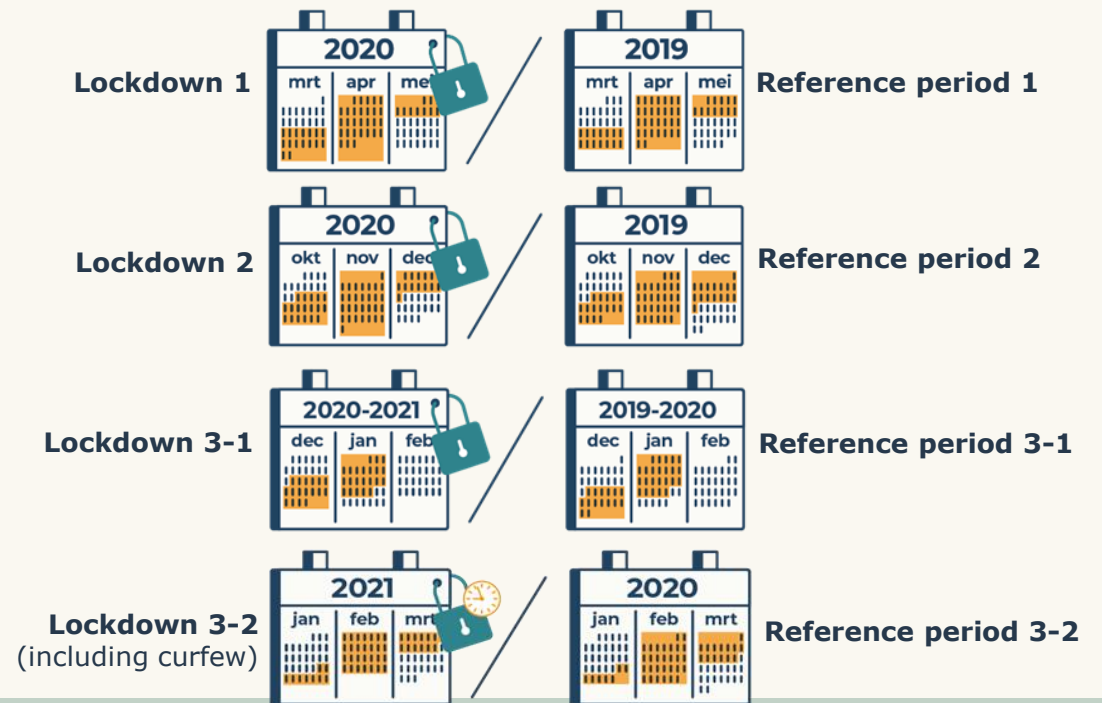 Lockdown 1
2020
mrt apr mei
2019
mrt apr mei
Reference period 1
Lockdown 2
2020
okt nov dec
2019
okt nov dec
Reference period 2
Lockdown 3-1
2020-2021
dec jan feb
2019-2020
dec jan feb
Reference period 3-1
Lockdown 3-2
(including curfew)
2021
jan feb mrt
2020
jan feb mrt
Reference period 3-2